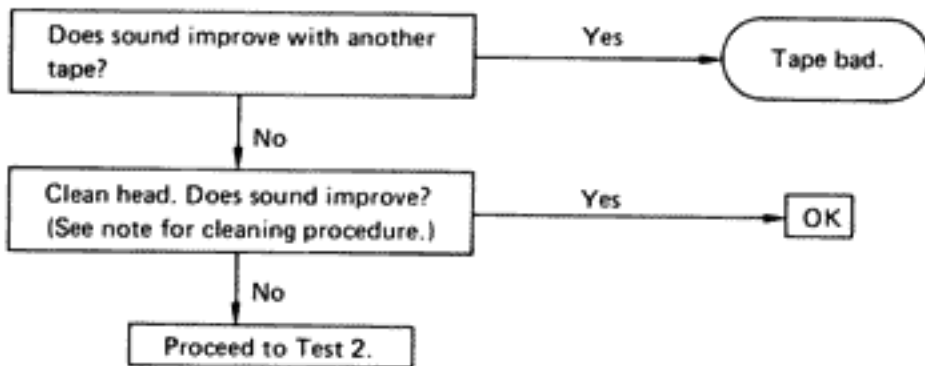 Does sound improve with another
tape?
Yes
Tape bad.
No
Clean head. Does sound improve?
(See note for cleaning procedure.)
Yes
OK
No
Proceed to Test 2.